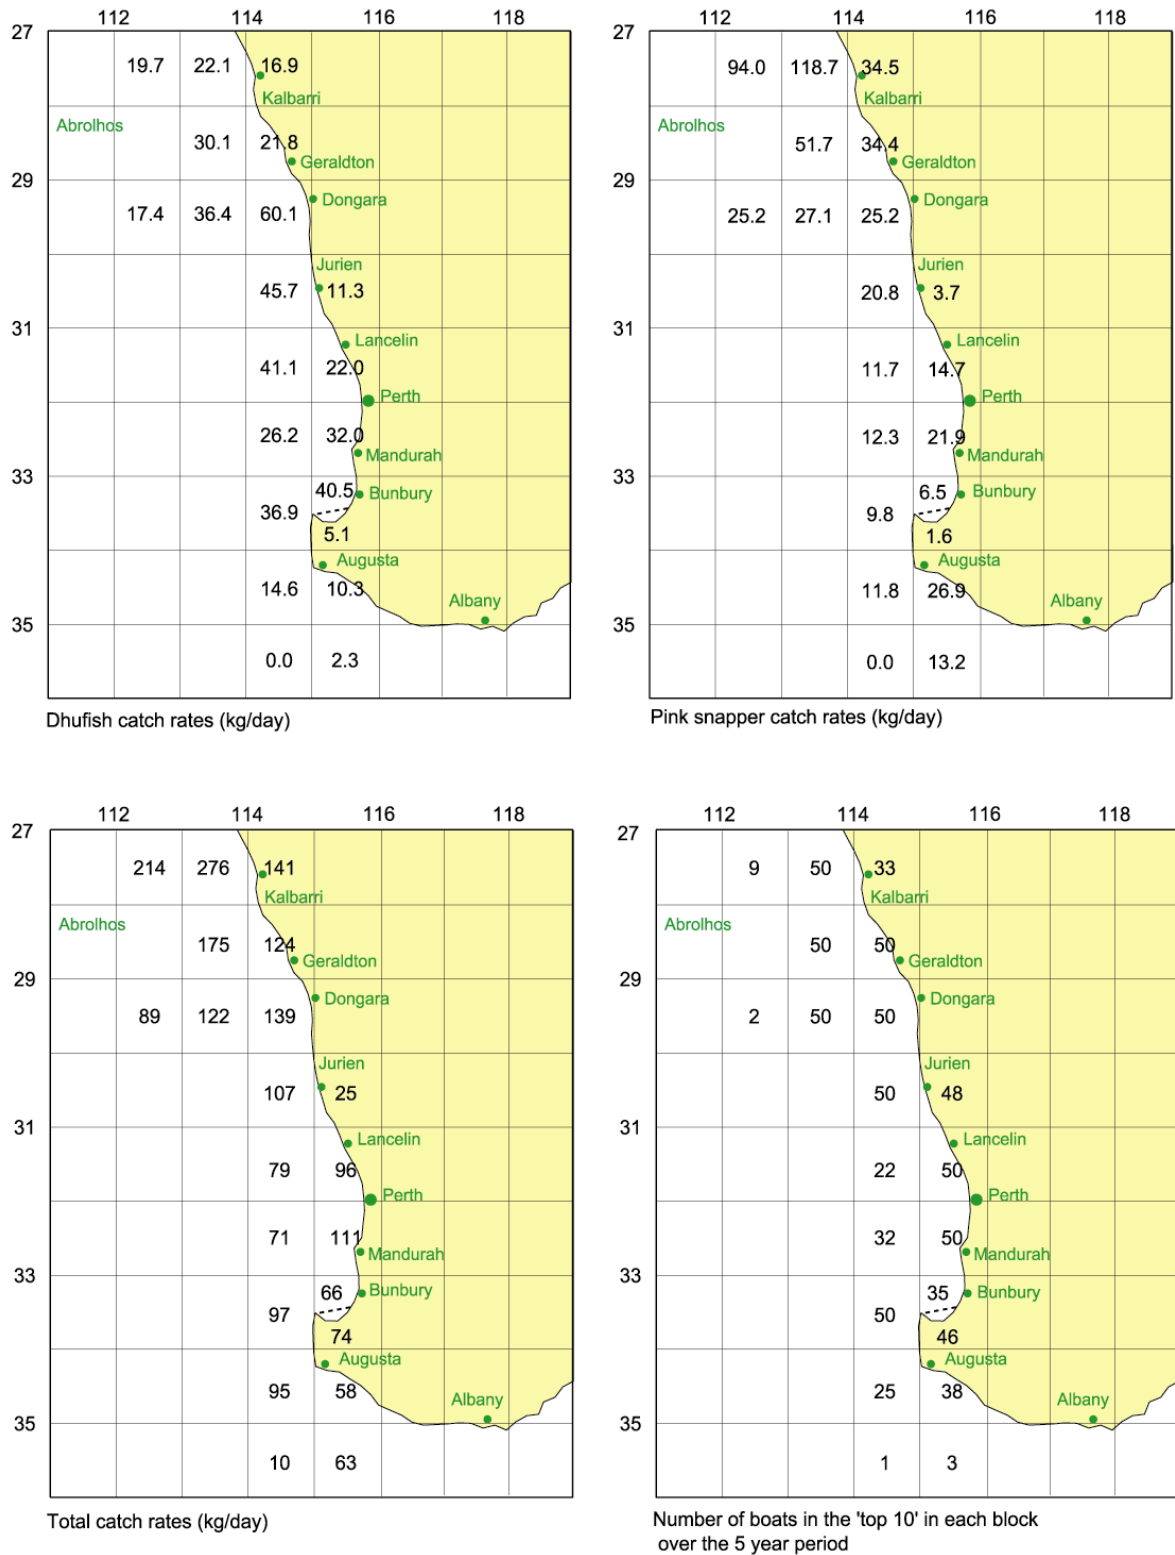 112 114 116 118
27
19.7 22.1 16.9
Kalbarri
Abrolhos
30.1 21.8
Geraldton
29
Dongara
17.4 36.4 60.1
Jurien
45.7 11.3
31
Lancelin
41.1 22.0
Perth
26.2 32.0
Mandurah
33
40.5 Bunbury
36.9
5.1
Augusta
14.6 10.3
Albany
35
0.0 2.3
Dhufish catch rates (kg/day)
112 114 116 118
27
94.0 118.7 34.5
Kalbarri
Abrolhos
51.7 34.4
Geraldton
29
Dongara
25.2 27.1 25.2
Jurien
20.8 3.7
31
Lancelin
11.7 14.7
Perth
12.3 21.9
Mandurah
33
6.5 Bunbury
9.8
1.6
Augusta
11.8 26.9
Albany
35
0.0 13.2
Pink snapper catch rates (kg/day)
112 114 116 118
27
214 276 141
Kalbarri
Abrolhos
175 124
Geraldton
29
Dongara
89 122 139
Jurien
107 25
31
Lancelin
79 96
Perth
71 111
Mandurah
33
66 Bunbury
97
74
Augusta
95 58
Albany
35
10 63
Total catch rates (kg/day)
112 114 116 118
27
9 50 33
Kalbarri
Abrolhos
50 50
Geraldton
29
Dongara
2 50 50
Jurien
50 48
31
Lancelin
22 50
Perth
32 50
Mandurah
33
35 Bunbury
50
46
Augusta
25 38
Albany
35
1 3
Number of boats in the 'top 10' in each block
over the 5 year period